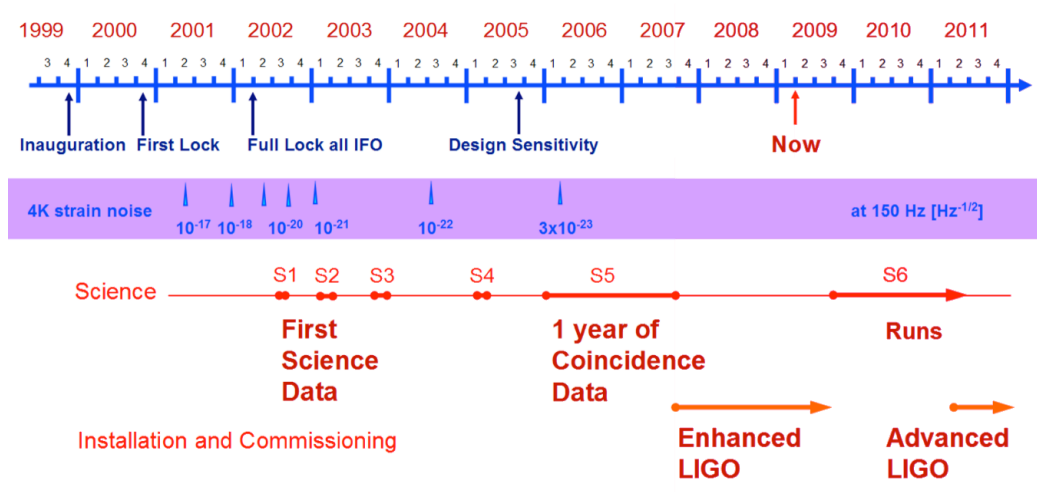 1999 2000 2001 2002 2003 2004 2005 2006 2007 2008 2009 2010 2011
3 4 1 2 3 4 1 2 3 4 1 2 3 4 1 2 3 4 1 2 3 4 1 2 3 4 1 2 3 4 1 2 3 4 1 2 3 4 1 2 3 4 1 2 3 4 1 2 3 4
Inauguration First Lock Full Lock all IFO Design Sensitivity Now
4K strain noise at 150 Hz [Hz⁻¹/²]
10⁻¹⁷ 10⁻¹⁸ 10⁻²⁰ 10⁻²¹ 10⁻²² 3x10⁻²³
S1 S2 S3 S4 S5 S6
Science
First
Science
Data
1 year of
Coincidence
Data
Runs
Installation and Commissioning
Enhanced
LIGO
Advanced
LIGO